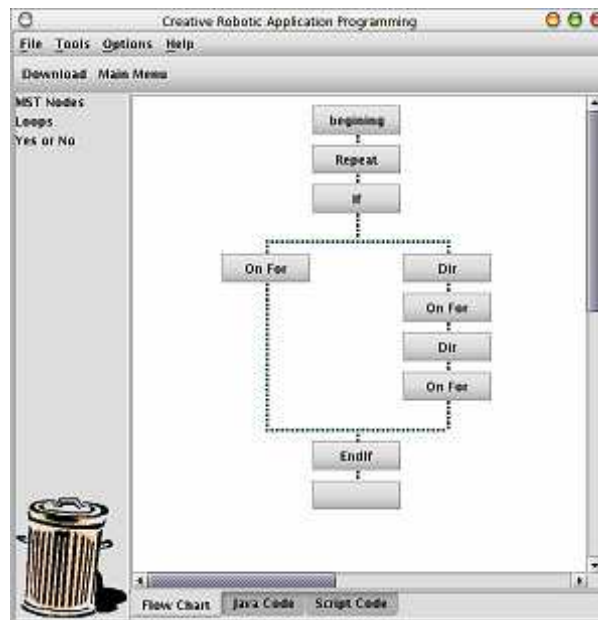 Creative Robotic Application Programming
File Tools Options Help
Download Main Menu
MST Nodes
Loops
Yes or No
begining
Repeat
If
On For
Dir
On For
Dir
On For
EndIf
Flow Chart Java Code Script Code